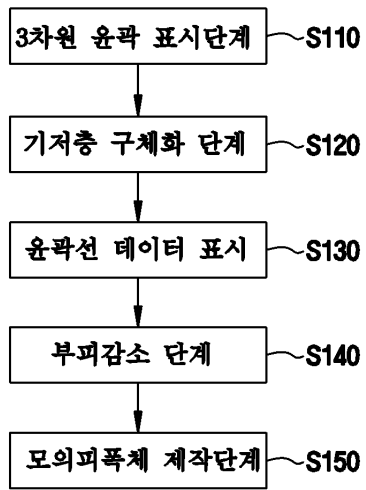 3차원 윤곽 표시단계 S110
기저층 구체화 단계 S120
윤곽선 데이터 표시 S130
부피감소 단계 S140
모의피폭체 제작단계 S150